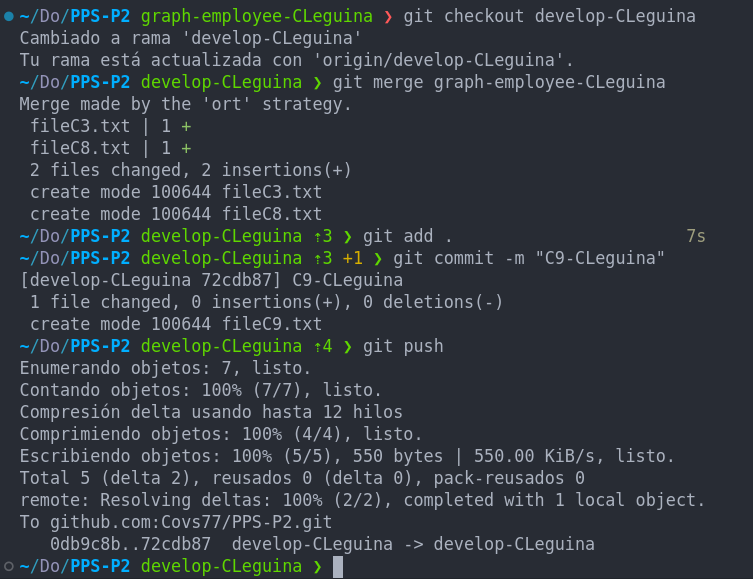 ~/Do/PPS-P2 graph-employee-CLeguina ❯ git checkout develop-CLeguina
Cambiado a rama 'develop-CLeguina'
Tu rama está actualizada con 'origin/develop-CLeguina'.
~/Do/PPS-P2 develop-CLeguina ❯ git merge graph-employee-CLeguina
Merge made by the 'ort' strategy.
 fileC3.txt | 1 +
 fileC8.txt | 1 +
 2 files changed, 2 insertions(+)
 create mode 100644 fileC3.txt
 create mode 100644 fileC8.txt
~/Do/PPS-P2 develop-CLeguina ⇡3 ❯ git add . 7s
~/Do/PPS-P2 develop-CLeguina ⇡3 +1 ❯ git commit -m "C9-CLeguina"
[develop-CLeguina 72cdb87] C9-CLeguina
 1 file changed, 0 insertions(+), 0 deletions(-)
 create mode 100644 fileC9.txt
~/Do/PPS-P2 develop-CLeguina ⇡4 ❯ git push
Enumerando objetos: 7, listo.
Contando objetos: 100% (7/7), listo.
Compresión delta usando hasta 12 hilos
Comprimiendo objetos: 100% (4/4), listo.
Escribiendo objetos: 100% (5/5), 550 bytes | 550.00 KiB/s, listo.
Total 5 (delta 2), reusados 0 (delta 0), pack-reusados 0
remote: Resolving deltas: 100% (2/2), completed with 1 local object.
To github.com:Covs77/PPS-P2.git
   0db9c8b..72cdb87  develop-CLeguina -> develop-CLeguina
~/Do/PPS-P2 develop-CLeguina ❯